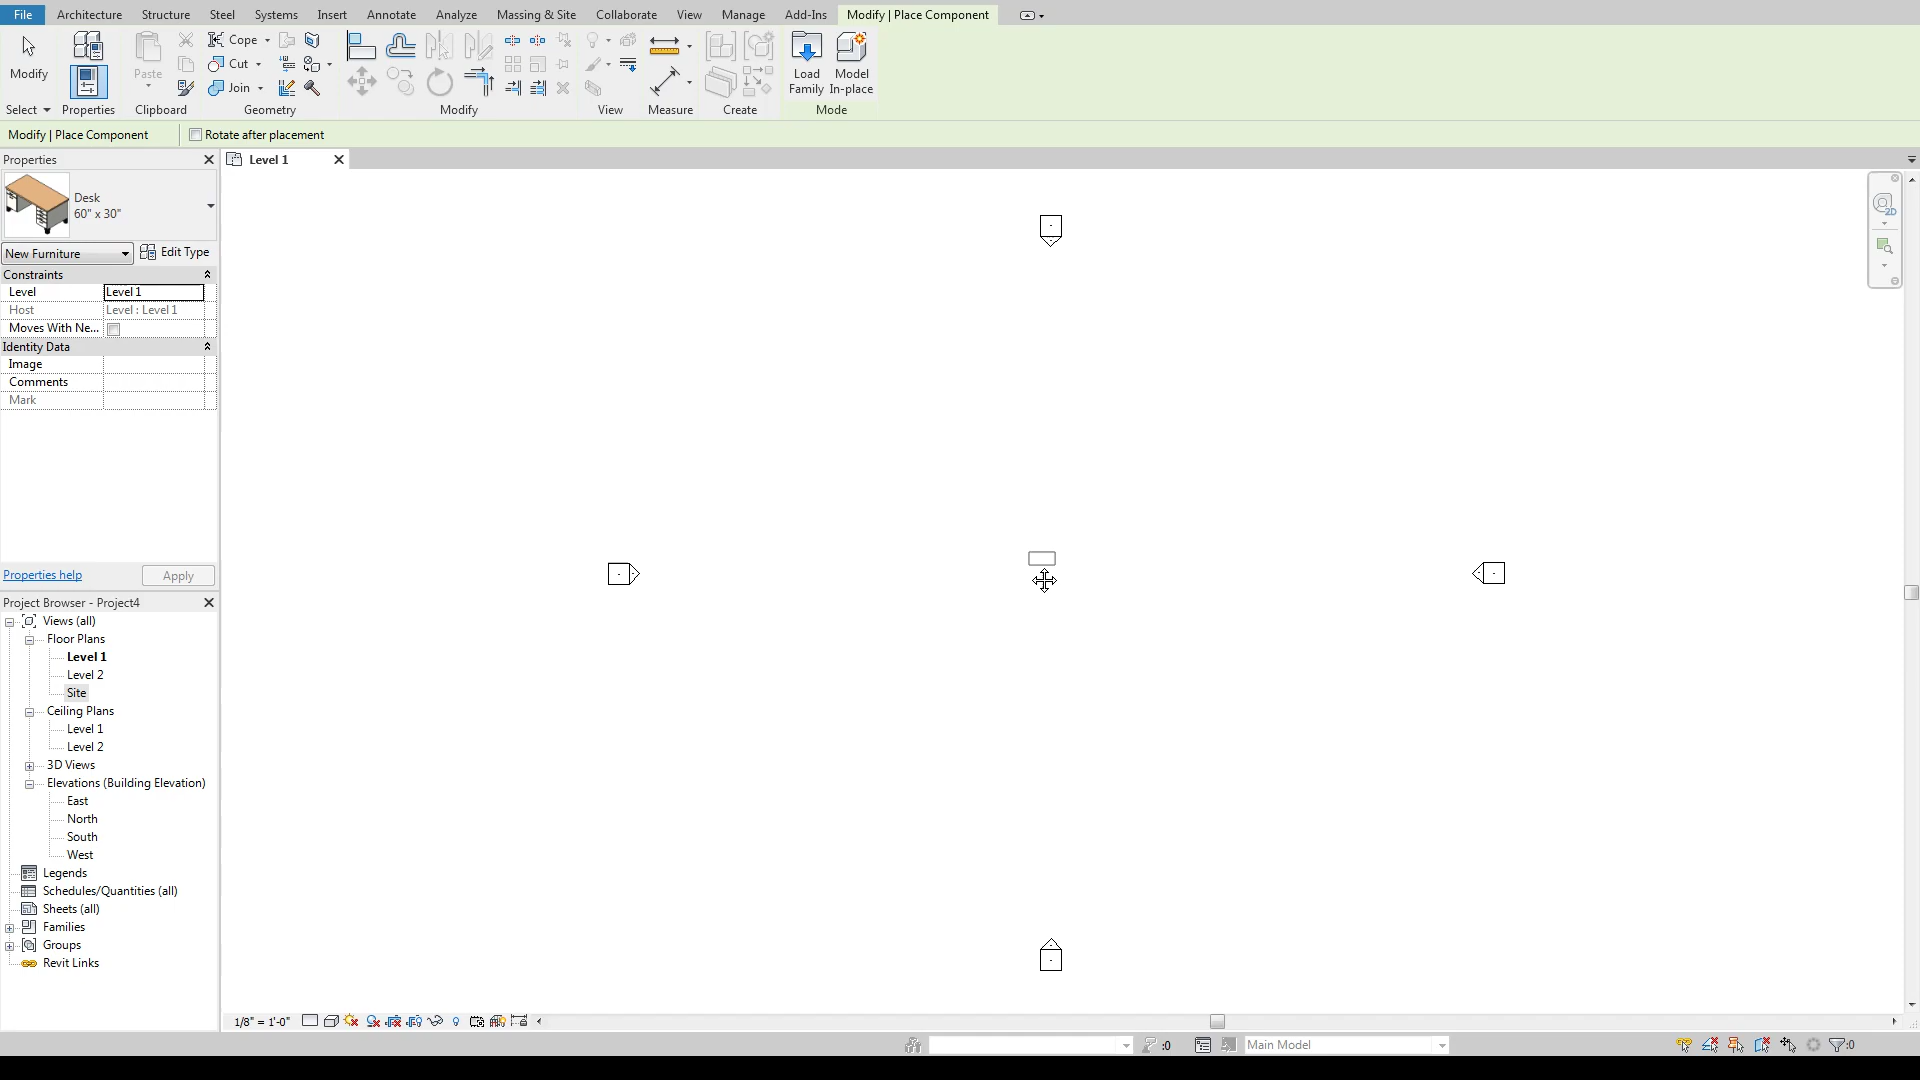 File Architecture Structure Steel Systems Insert Annotate Analyze Massing & Site Collaborate View Manage Add-Ins Modify | Place Component
Modify
Paste
Cope
Cut
Join
Load Family
Model In-place
Select Properties Clipboard Geometry Modify View Measure Create Mode
Modify | Place Component Rotate after placement
Properties
Level 1
Desk
60" x 30"
New Furniture Edit Type
Constraints
Level Level 1
Host Level : Level 1
Moves With Ne...
Identity Data
Image
Comments
Mark
Properties help Apply
Project Browser - Project4
Views (all)
Floor Plans
Level 1
Level 2
Site
Ceiling Plans
Level 1
Level 2
3D Views
Elevations (Building Elevation)
East
North
South
West
Legends
Schedules/Quantities (all)
Sheets (all)
Families
Groups
Revit Links
2D
1/8" = 1'-0"
:0 Main Model :0